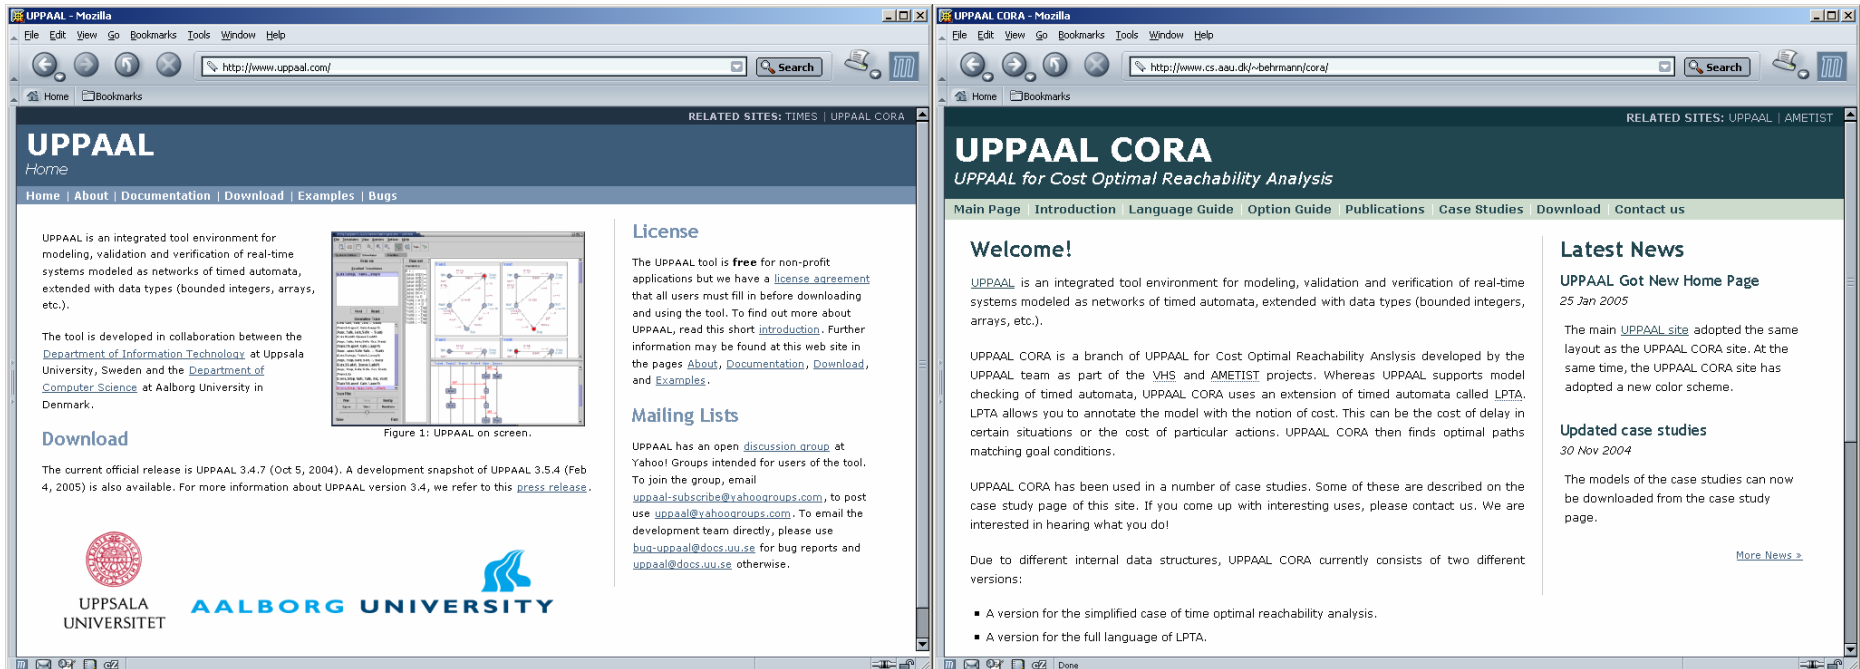 UPPAAL - Mozilla
File Edit View Go Bookmarks Tools Window Help
http://www.uppaal.com/
Search
Home Bookmarks
RELATED SITES: TIMES | UPPAAL CORA
UPPAAL
Home
Home | About | Documentation | Download | Examples | Bugs
UPPAAL is an integrated tool environment for
modeling, validation and verification of real-time
systems modeled as networks of timed automata,
extended with data types (bounded integers, arrays,
etc.).
The tool is developed in collaboration between the
Department of Information Technology at Uppsala
University, Sweden and the Department of
Computer Science at Aalborg University in
Denmark.
Figure 1: UPPAAL on screen.
Download
The current official release is UPPAAL 3.4.7 (Oct 5, 2004). A development snapshot of UPPAAL 3.5.4 (Feb
4, 2005) is also available. For more information about UPPAAL version 3.4, we refer to this press release.
UPPSALA
UNIVERSITET
AALBORG UNIVERSITY
License
The UPPAAL tool is free for non-profit
applications but we have a license agreement
that all users must fill in before downloading
and using the tool. To find out more about
UPPAAL, read this short introduction. Further
information may be found at this web site in
the pages About, Documentation, Download,
and Examples.
Mailing Lists
UPPAAL has an open discussion group at
Yahoo! Groups intended for users of the tool.
To join the group, email
uppaal-subscribe@yahoogroups.com, to post
use uppaal@yahoogroups.com. To email the
development team directly, please use
bug-uppaal@docs.uu.se for bug reports and
uppaal@docs.uu.se otherwise.
UPPAAL CORA - Mozilla
File Edit View Go Bookmarks Tools Window Help
http://www.cs.aau.dk/~behrmann/cora/
Search
Home Bookmarks
RELATED SITES: UPPAAL | AMETIST
UPPAAL CORA
UPPAAL for Cost Optimal Reachability Analysis
Main Page | Introduction | Language Guide | Option Guide | Publications | Case Studies | Download | Contact us
Welcome!
UPPAAL is an integrated tool environment for modeling, validation and verification of real-time
systems modeled as networks of timed automata, extended with data types (bounded integers,
arrays, etc.).
UPPAAL CORA is a branch of UPPAAL for Cost Optimal Reachability Analsysis developed by the
UPPAAL team as part of the VHS and AMETIST projects. Whereas UPPAAL supports model
checking of timed automata, UPPAAL CORA uses an extension of timed automata called LPTA.
LPTA allows you to annotate the model with the notion of cost. This can be the cost of delay in
certain situations or the cost of particular actions. UPPAAL CORA then finds optimal paths
matching goal conditions.
UPPAAL CORA has been used in a number of case studies. Some of these are described on the
case study page of this site. If you come up with interesting uses, please contact us. We are
interested in hearing what you do!
Due to different internal data structures, UPPAAL CORA currently consists of two different
versions:
A version for the simplified case of time optimal reachability analysis.
A version for the full language of LPTA.
Latest News
UPPAAL Got New Home Page
25 Jan 2005
The main UPPAAL site adopted the same
layout as the UPPAAL CORA site. At the
same time, the UPPAAL CORA site has
adopted a new color scheme.
Updated case studies
30 Nov 2004
The models of the case studies can now
be downloaded from the case study
page.
More News »
Done